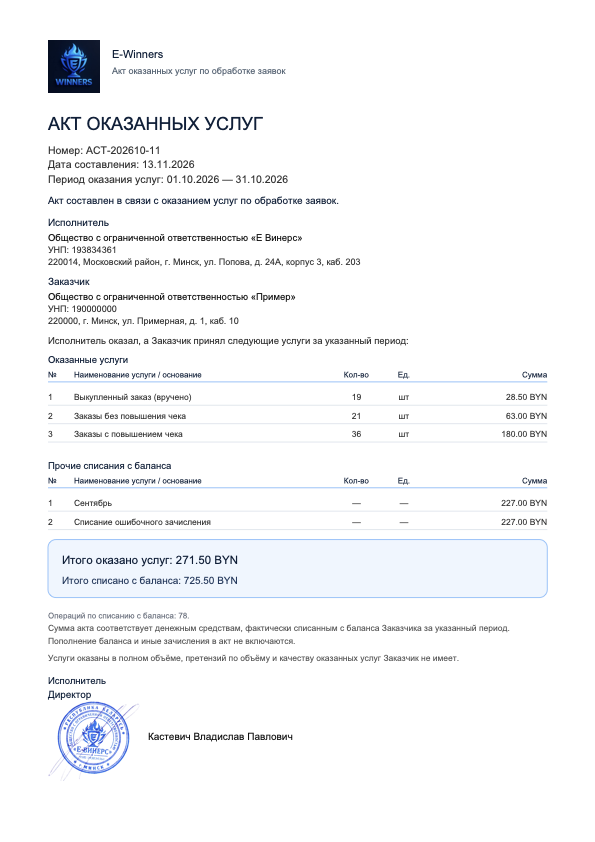 WINNERS
E-Winners
Акт оказанных услуг по обработке заявок
АКТ ОКАЗАННЫХ УСЛУГ
Номер: ACT-202610-11
Дата составления: 13.11.2026
Период оказания услуг: 01.10.2026 — 31.10.2026
Акт составлен в связи с оказанием услуг по обработке заявок.
Исполнитель
Общество с ограниченной ответственностью «Е Винерс»
УНП: 193834361
220014, Московский район, г. Минск, ул. Попова, д. 24А, корпус 3, каб. 203
Заказчик
Общество с ограниченной ответственностью «Пример»
УНП: 190000000
220000, г. Минск, ул. Примерная, д. 1, каб. 10
Исполнитель оказал, а Заказчик принял следующие услуги за указанный период:
Оказанные услуги
№ Наименование услуги / основание Кол-во Ед. Сумма
1 Выкупленный заказ (вручено) 19 шт 28.50 BYN
2 Заказы без повышения чека 21 шт 63.00 BYN
3 Заказы с повышением чека 36 шт 180.00 BYN
Прочие списания с баланса
№ Наименование услуги / основание Кол-во Ед. Сумма
1 Сентябрь — — 227.00 BYN
2 Списание ошибочного зачисления — — 227.00 BYN
Итого оказано услуг: 271.50 BYN
Итого списано с баланса: 725.50 BYN
Операций по списанию с баланса: 78.
Сумма акта соответствует денежным средствам, фактически списанным с баланса Заказчика за указанный период.
Пополнение баланса и иные зачисления в акт не включаются.
Услуги оказаны в полном объёме, претензий по объёму и качеству оказанных услуг Заказчик не имеет.
Исполнитель
Директор
РЕСПУБЛИКА БЕЛАРУСЬ
Е-ВИНЕРС
г. МИНСК
Кастевич Владислав Павлович